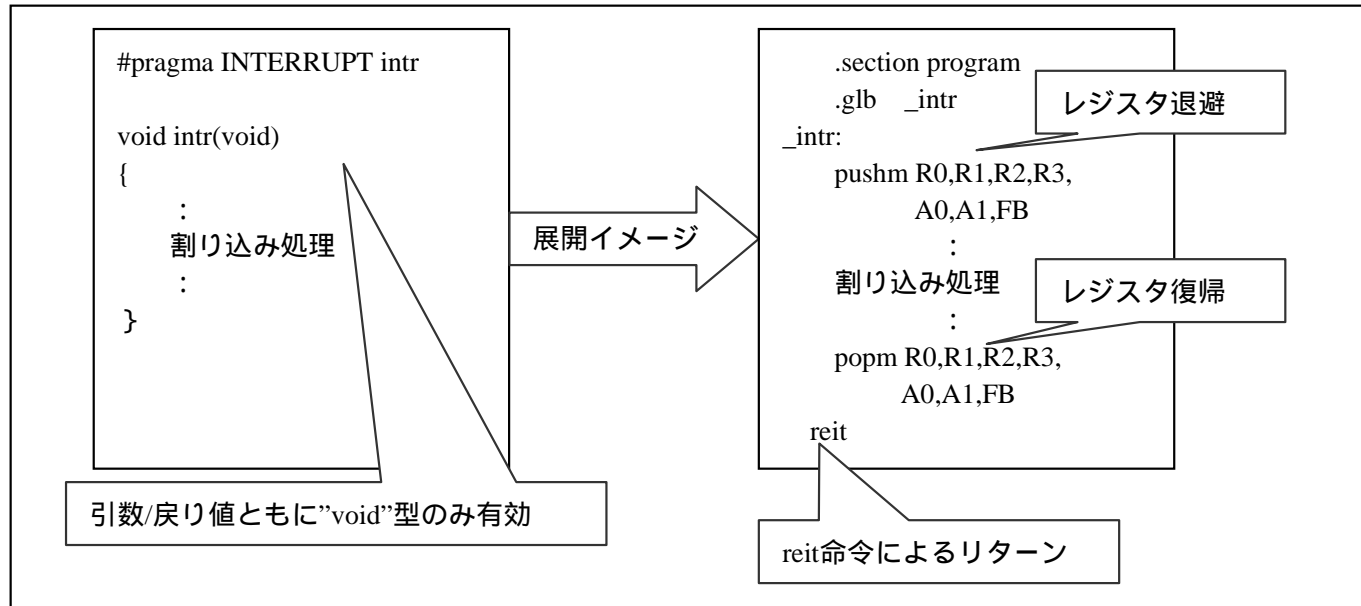 #pragma INTERRUPT intr
void intr(void)
{
:
割り込み処理
:
}
引数/戻り値ともに”void”型のみ有効
展開イメージ
.section program
.glb _intr
_intr:
pushm R0,R1,R2,R3,
A0,A1,FB
:
割り込み処理
:
popm R0,R1,R2,R3,
A0,A1,FB
reit
レジスタ退避
レジスタ復帰
reit命令によるリターン